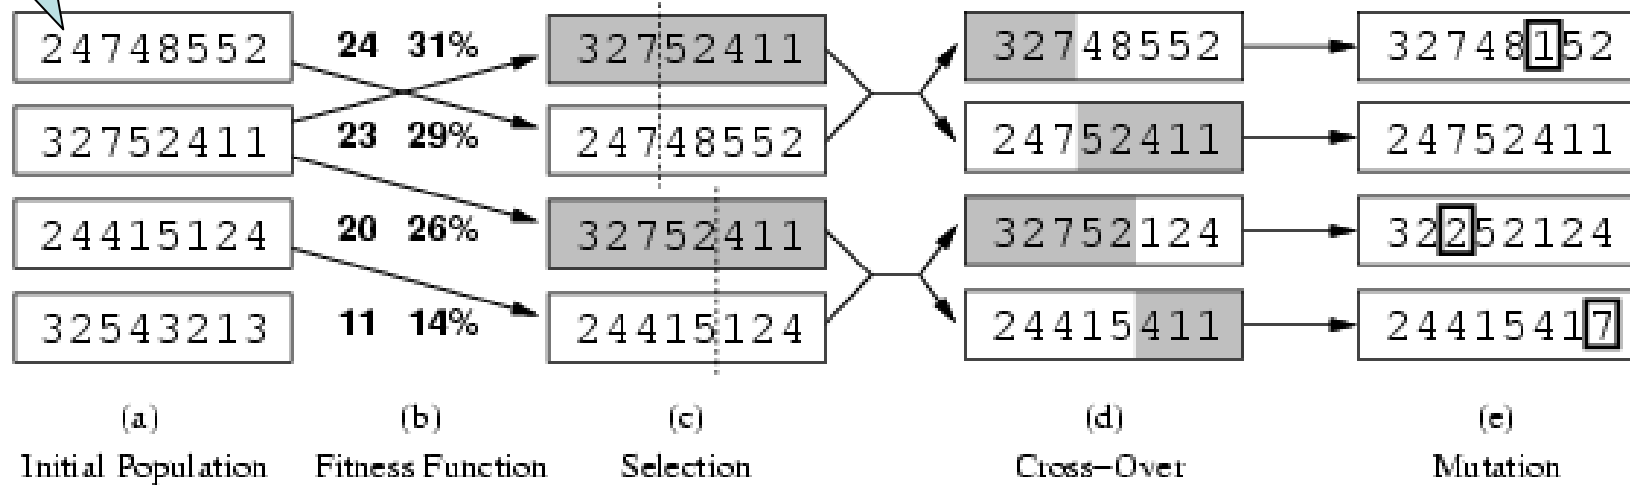 24748552 24 31% 32752411 32748552 32748152
32752411 23 29% 24748552 24752411 24752411
24415124 20 26% 32752411 32752124 32252124
32543213 11 14% 24415124 24415411 24415417
(a) (b) (c) (d) (e)
Initial Population Fitness Function Selection Cross-Over Mutation